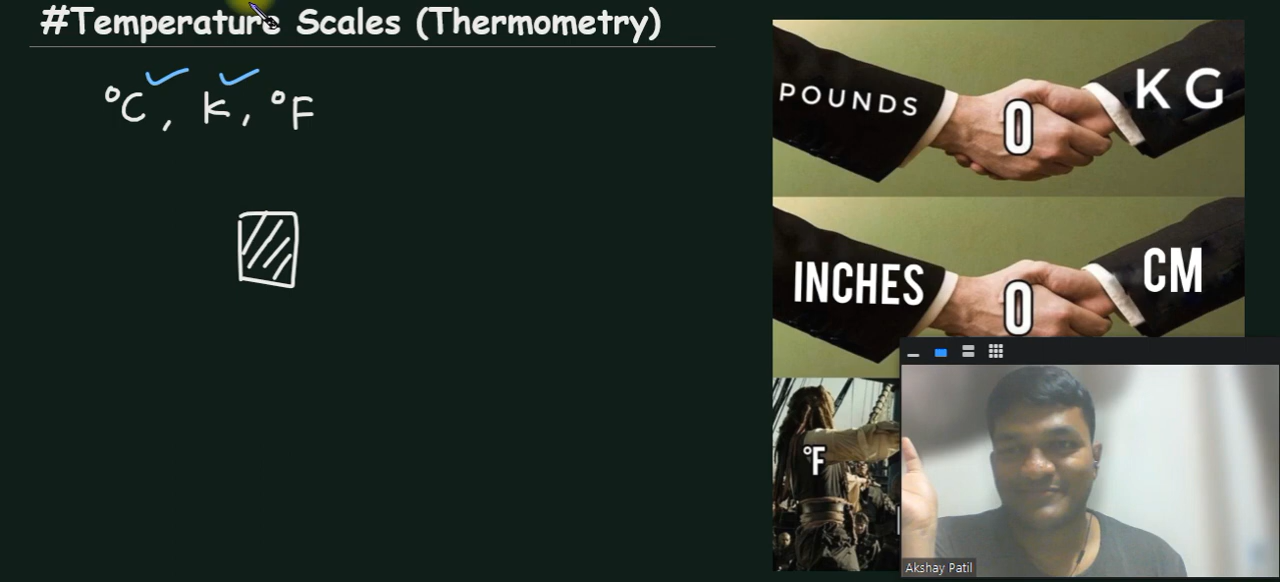 #Temperature Scales (Thermometry)
°C, K, °F
POUNDS
0
KG
INCHES
0
CM
°F
Akshay Patil